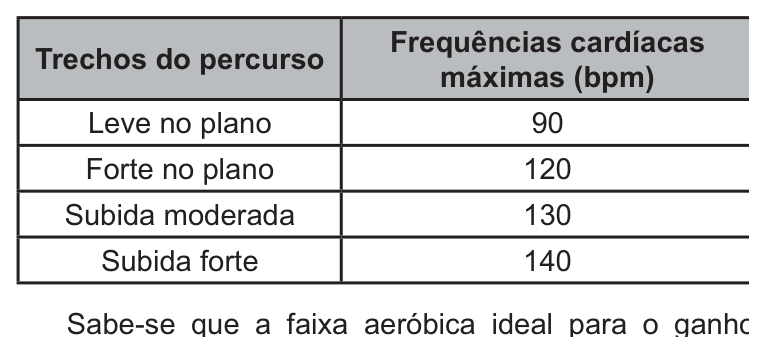 Trechos do percurso Frequências cardíacas máximas (bpm)
Leve no plano 90
Forte no plano 120
Subida moderada 130
Subida forte 140
Sabe-se que a faixa aeróbica ideal para o ganho